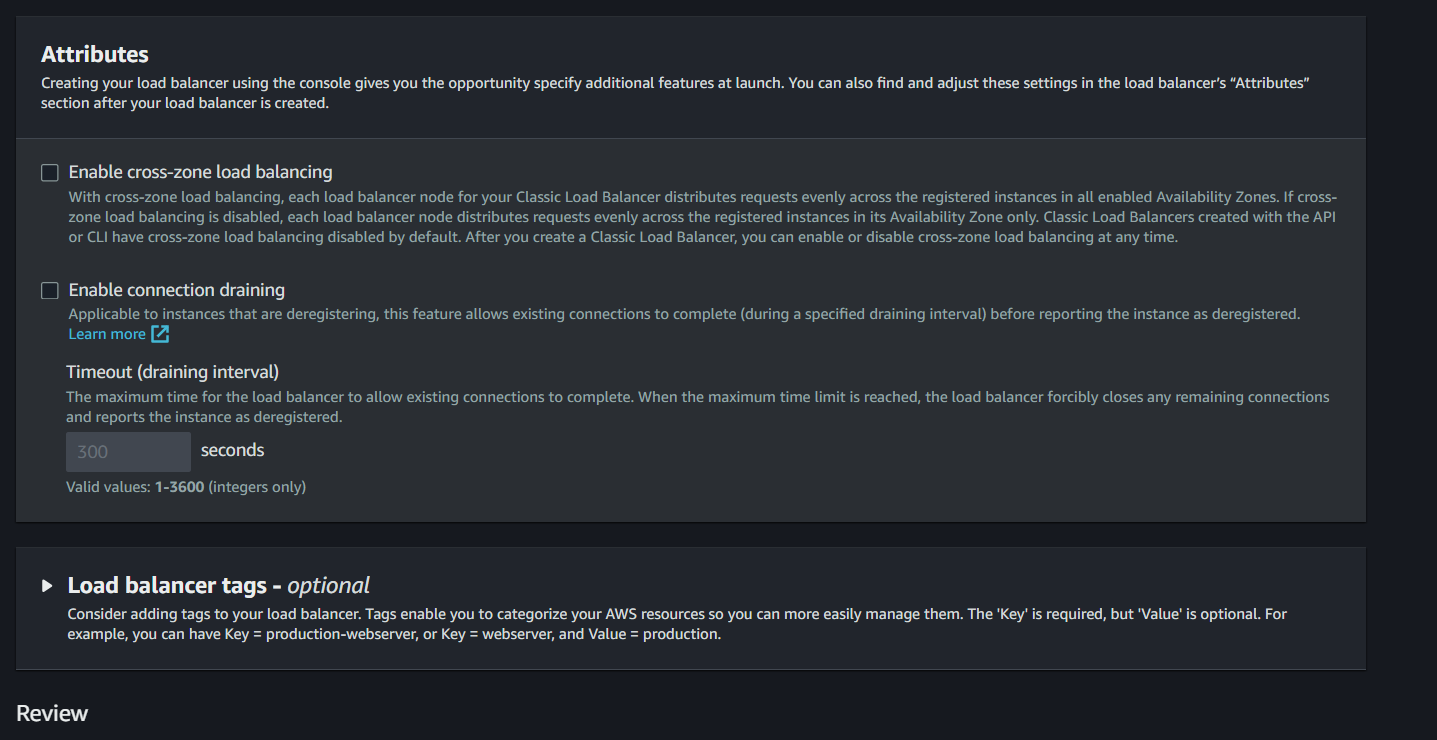 Attributes
Creating your load balancer using the console gives you the opportunity specify additional features at launch. You can also find and adjust these settings in the load balancer’s “Attributes”
section after your load balancer is created.
Enable cross-zone load balancing
With cross-zone load balancing, each load balancer node for your Classic Load Balancer distributes requests evenly across the registered instances in all enabled Availability Zones. If cross-
zone load balancing is disabled, each load balancer node distributes requests evenly across the registered instances in its Availability Zone only. Classic Load Balancers created with the API
or CLI have cross-zone load balancing disabled by default. After you create a Classic Load Balancer, you can enable or disable cross-zone load balancing at any time.
Enable connection draining
Applicable to instances that are deregistering, this feature allows existing connections to complete (during a specified draining interval) before reporting the instance as deregistered.
Learn more
Timeout (draining interval)
The maximum time for the load balancer to allow existing connections to complete. When the maximum time limit is reached, the load balancer forcibly closes any remaining connections
and reports the instance as deregistered.
300 seconds
Valid values: 1-3600 (integers only)
Load balancer tags - optional
Consider adding tags to your load balancer. Tags enable you to categorize your AWS resources so you can more easily manage them. The 'Key' is required, but 'Value' is optional. For
example, you can have Key = production-webserver, or Key = webserver, and Value = production.
Review